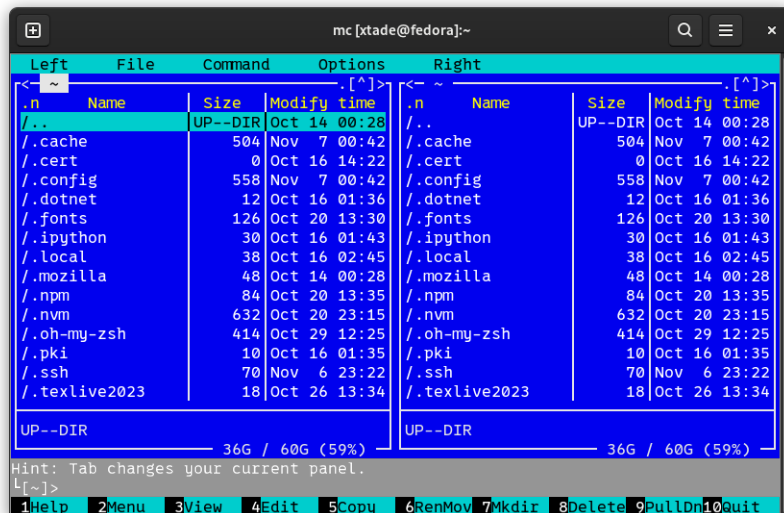 mc [xtade@fedora]:~
Left File Command Options Right
<─ ~ ─.[^]> <─ ~ ─.[^]>
.n Name Size Modify time .n Name Size Modify time
/.. UP--DIR Oct 14 00:28 /.. UP--DIR Oct 14 00:28
/.cache 504 Nov 7 00:42 /.cache 504 Nov 7 00:42
/.cert 0 Oct 16 14:22 /.cert 0 Oct 16 14:22
/.config 558 Nov 7 00:42 /.config 558 Nov 7 00:42
/.dotnet 12 Oct 16 01:36 /.dotnet 12 Oct 16 01:36
/.fonts 126 Oct 20 13:30 /.fonts 126 Oct 20 13:30
/.ipython 30 Oct 16 01:43 /.ipython 30 Oct 16 01:43
/.local 38 Oct 16 02:45 /.local 38 Oct 16 02:45
/.mozilla 48 Oct 14 00:28 /.mozilla 48 Oct 14 00:28
/.npm 84 Oct 20 13:35 /.npm 84 Oct 20 13:35
/.nvm 632 Oct 20 23:15 /.nvm 632 Oct 20 23:15
/.oh-my-zsh 414 Oct 29 12:25 /.oh-my-zsh 414 Oct 29 12:25
/.pki 10 Oct 16 01:35 /.pki 10 Oct 16 01:35
/.ssh 70 Nov 6 23:22 /.ssh 70 Nov 6 23:22
/.texlive2023 18 Oct 26 13:34 /.texlive2023 18 Oct 26 13:34
UP--DIR UP--DIR
36G / 60G (59%) 36G / 60G (59%)
Hint: Tab changes your current panel.
└[~]>
1Help 2Menu 3View 4Edit 5Copy 6RenMov 7Mkdir 8Delete 9PullDn 10Quit